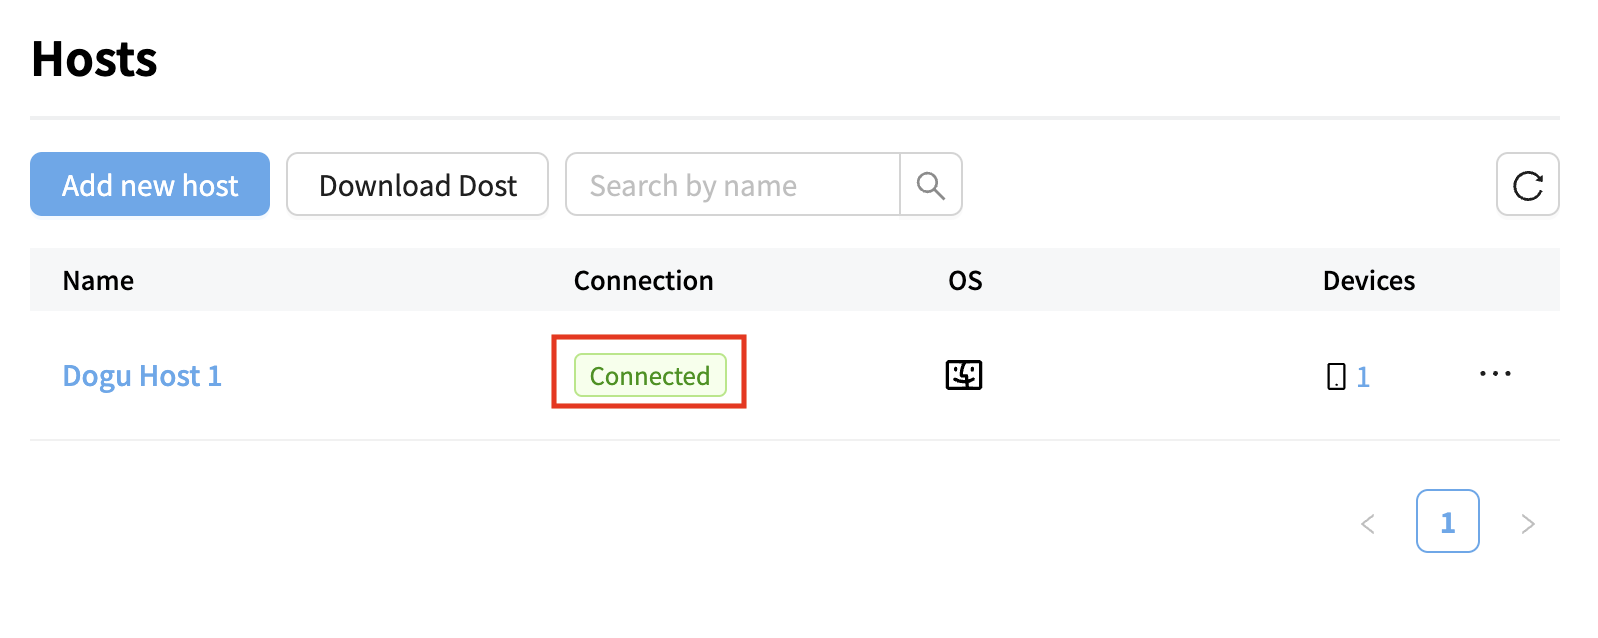 Hosts
Add new host Download Dost Search by name
Name Connection OS Devices
Dogu Host 1 Connected 1 ···
< 1 >